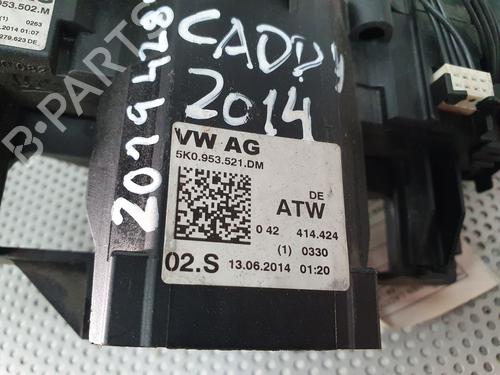 953.502.M
(1) 0263
2014 01:07
279.623 DE
CADDY
2014
2019428
VW AG
5K0.953.521.DM
DE
ATW
0 42 414.424
(1) 0330
02.S 13.06.2014 01:20
B-PARTS